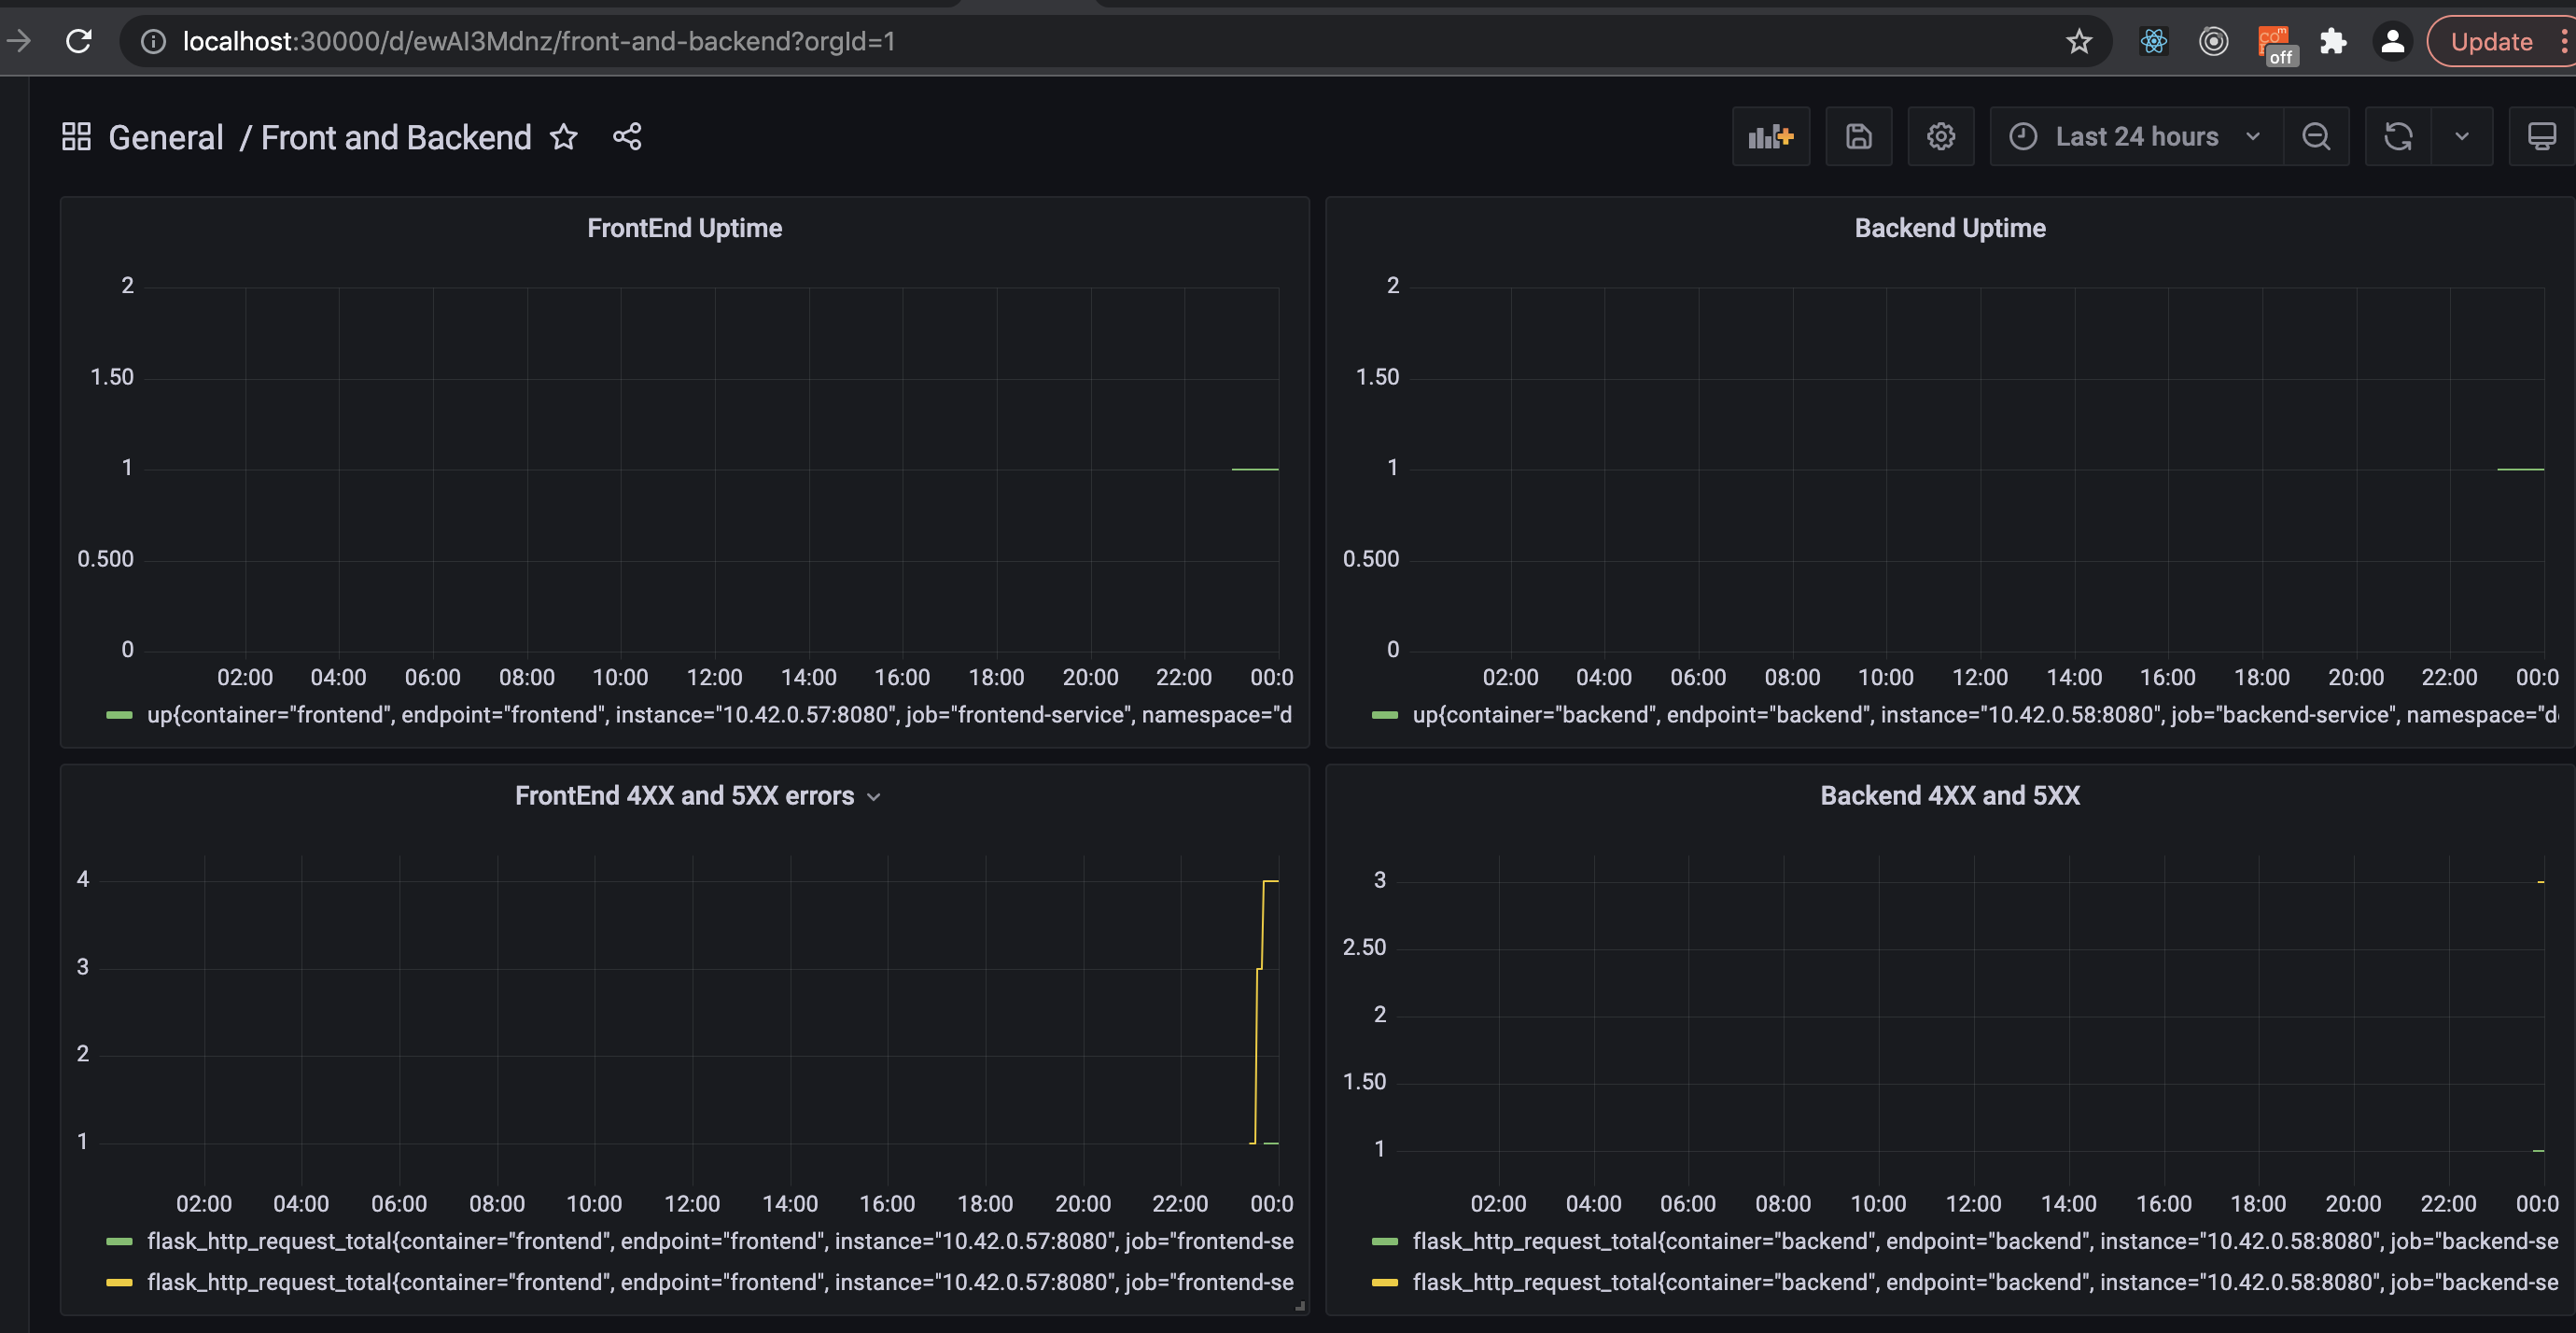 localhost:30000/d/ewAI3Mdnz/front-and-backend?orgId=1
off
Update
General / Front and Backend
Last 24 hours
FrontEnd Uptime
2
1.50
1
0.500
0
02:00 04:00 06:00 08:00 10:00 12:00 14:00 16:00 18:00 20:00 22:00 00:0
up{container="frontend", endpoint="frontend", instance="10.42.0.57:8080", job="frontend-service", namespace="d
Backend Uptime
2
1.50
1
0.500
0
02:00 04:00 06:00 08:00 10:00 12:00 14:00 16:00 18:00 20:00 22:00 00:0
up{container="backend", endpoint="backend", instance="10.42.0.58:8080", job="backend-service", namespace="d
FrontEnd 4XX and 5XX errors
4
3
2
1
02:00 04:00 06:00 08:00 10:00 12:00 14:00 16:00 18:00 20:00 22:00 00:0
flask_http_request_total{container="frontend", endpoint="frontend", instance="10.42.0.57:8080", job="frontend-se
flask_http_request_total{container="frontend", endpoint="frontend", instance="10.42.0.57:8080", job="frontend-se
Backend 4XX and 5XX
3
2.50
2
1.50
1
02:00 04:00 06:00 08:00 10:00 12:00 14:00 16:00 18:00 20:00 22:00 00:0
flask_http_request_total{container="backend", endpoint="backend", instance="10.42.0.58:8080", job="backend-se
flask_http_request_total{container="backend", endpoint="backend", instance="10.42.0.58:8080", job="backend-se